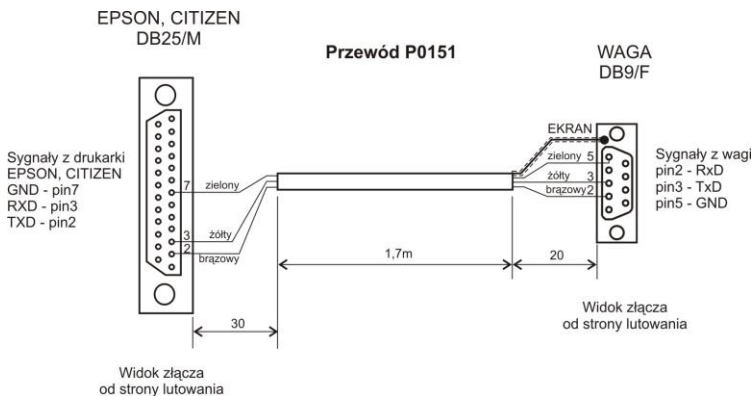 EPSON, CITIZEN
DB25/M
Przewód P0151
WAGA
DB9/F
Sygnały z drukarki
EPSON, CITIZEN
GND - pin7
RXD - pin3
TXD - pin2
7
zielony
3
żółty
2
brązowy
EKRAN
zielony 5
żółty 3
brązowy 2
Sygnały z wagi
pin2 - RxD
pin3 - TxD
pin5 - GND
1,7m
20
30
Widok złącza
od strony lutowania
Widok złącza
od strony lutowania